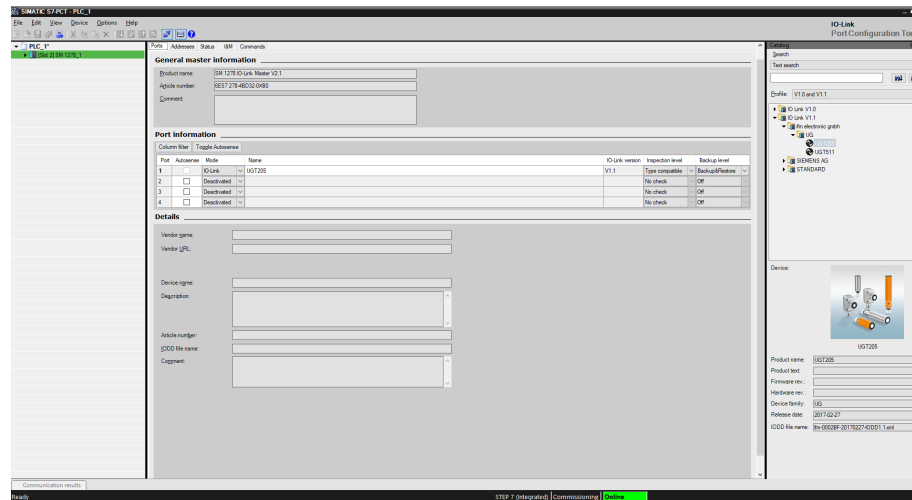 SIMATIC S7-PCT - PLC_1
File Edit View Device Options Help
IO-Link
Port Configuration Tool
PLC_1*
[Slot 2] SM 1278_1
Ports Addresses Status I&M Commands
General master information
Product name: SM 1278 IO-Link Master V2.1
Article number: 6ES7 278-4BD32-0XB0
Comment:
Port information
Column filter Toggle Autosense
Port Autosense Mode Name IO-Link version Inspection level Backup level
1 IO-Link UGT205 V1.1 Type compatible Backup&Restore
2 Deactivated No check Off
3 Deactivated No check Off
4 Deactivated No check Off
Details
Vendor name:
Vendor URL:
Device name:
Description:
Article number:
IODD file name:
Comment:
Catalog
Search
Text search
Profile: V1.0 and V1.1
IO Link V1.0
IO Link V1.1
ifm electronic gmbh
UG
UGT205
UGT511
SIEMENS AG
STANDARD
Device:
UGT205
Product name: UGT205
Product text:
Firmware rev.:
Hardware rev.:
Device family: UG
Release date: 2017-02-27
IODD file name: ifm-0002BF-20170227-IODD1.1.xml
Communication results
Ready
STEP 7 (Integrated) Commissioning Online